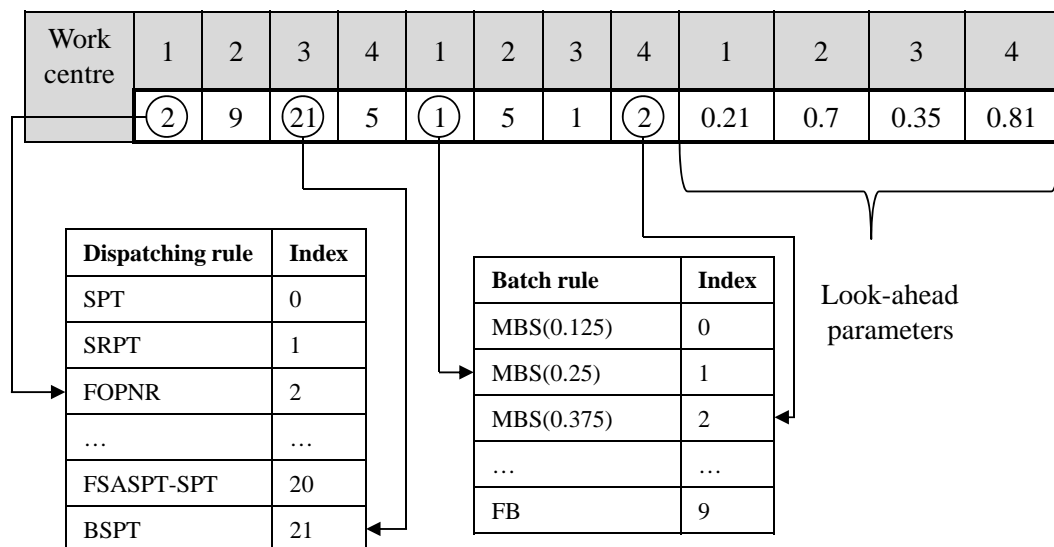 Work centre 1 2 3 4 1 2 3 4 1 2 3 4
2 9 21 5 1 5 1 2 0.21 0.7 0.35 0.81
Dispatching rule Index
SPT 0
SRPT 1
FOPNR 2
… …
FSASPT-SPT 20
BSPT 21
Batch rule Index
MBS(0.125) 0
MBS(0.25) 1
MBS(0.375) 2
… …
FB 9
Look-ahead
parameters